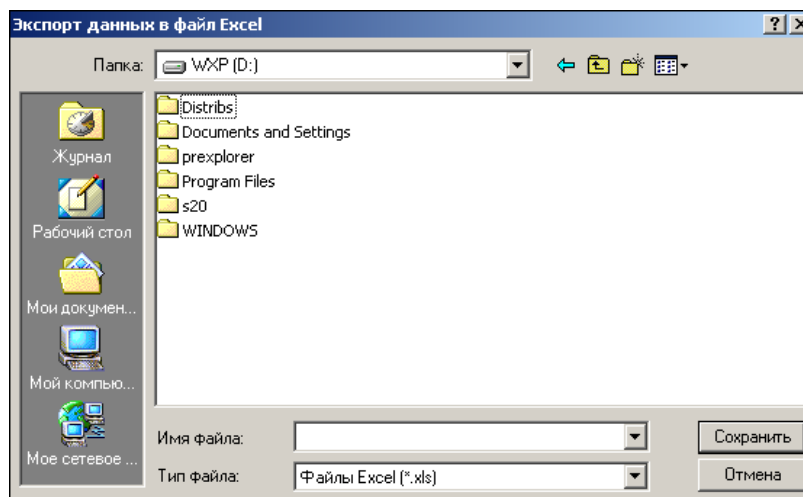 Экспорт данных в файл Excel
Папка: WXP (D:)
Журнал
Рабочий стол
Мои докумен...
Мой компью...
Мое сетевое ...
Distribs
Documents and Settings
prexplorer
Program Files
s20
WINDOWS
Имя файла:
Сохранить
Тип файла: Файлы Excel (*.xls)
Отмена